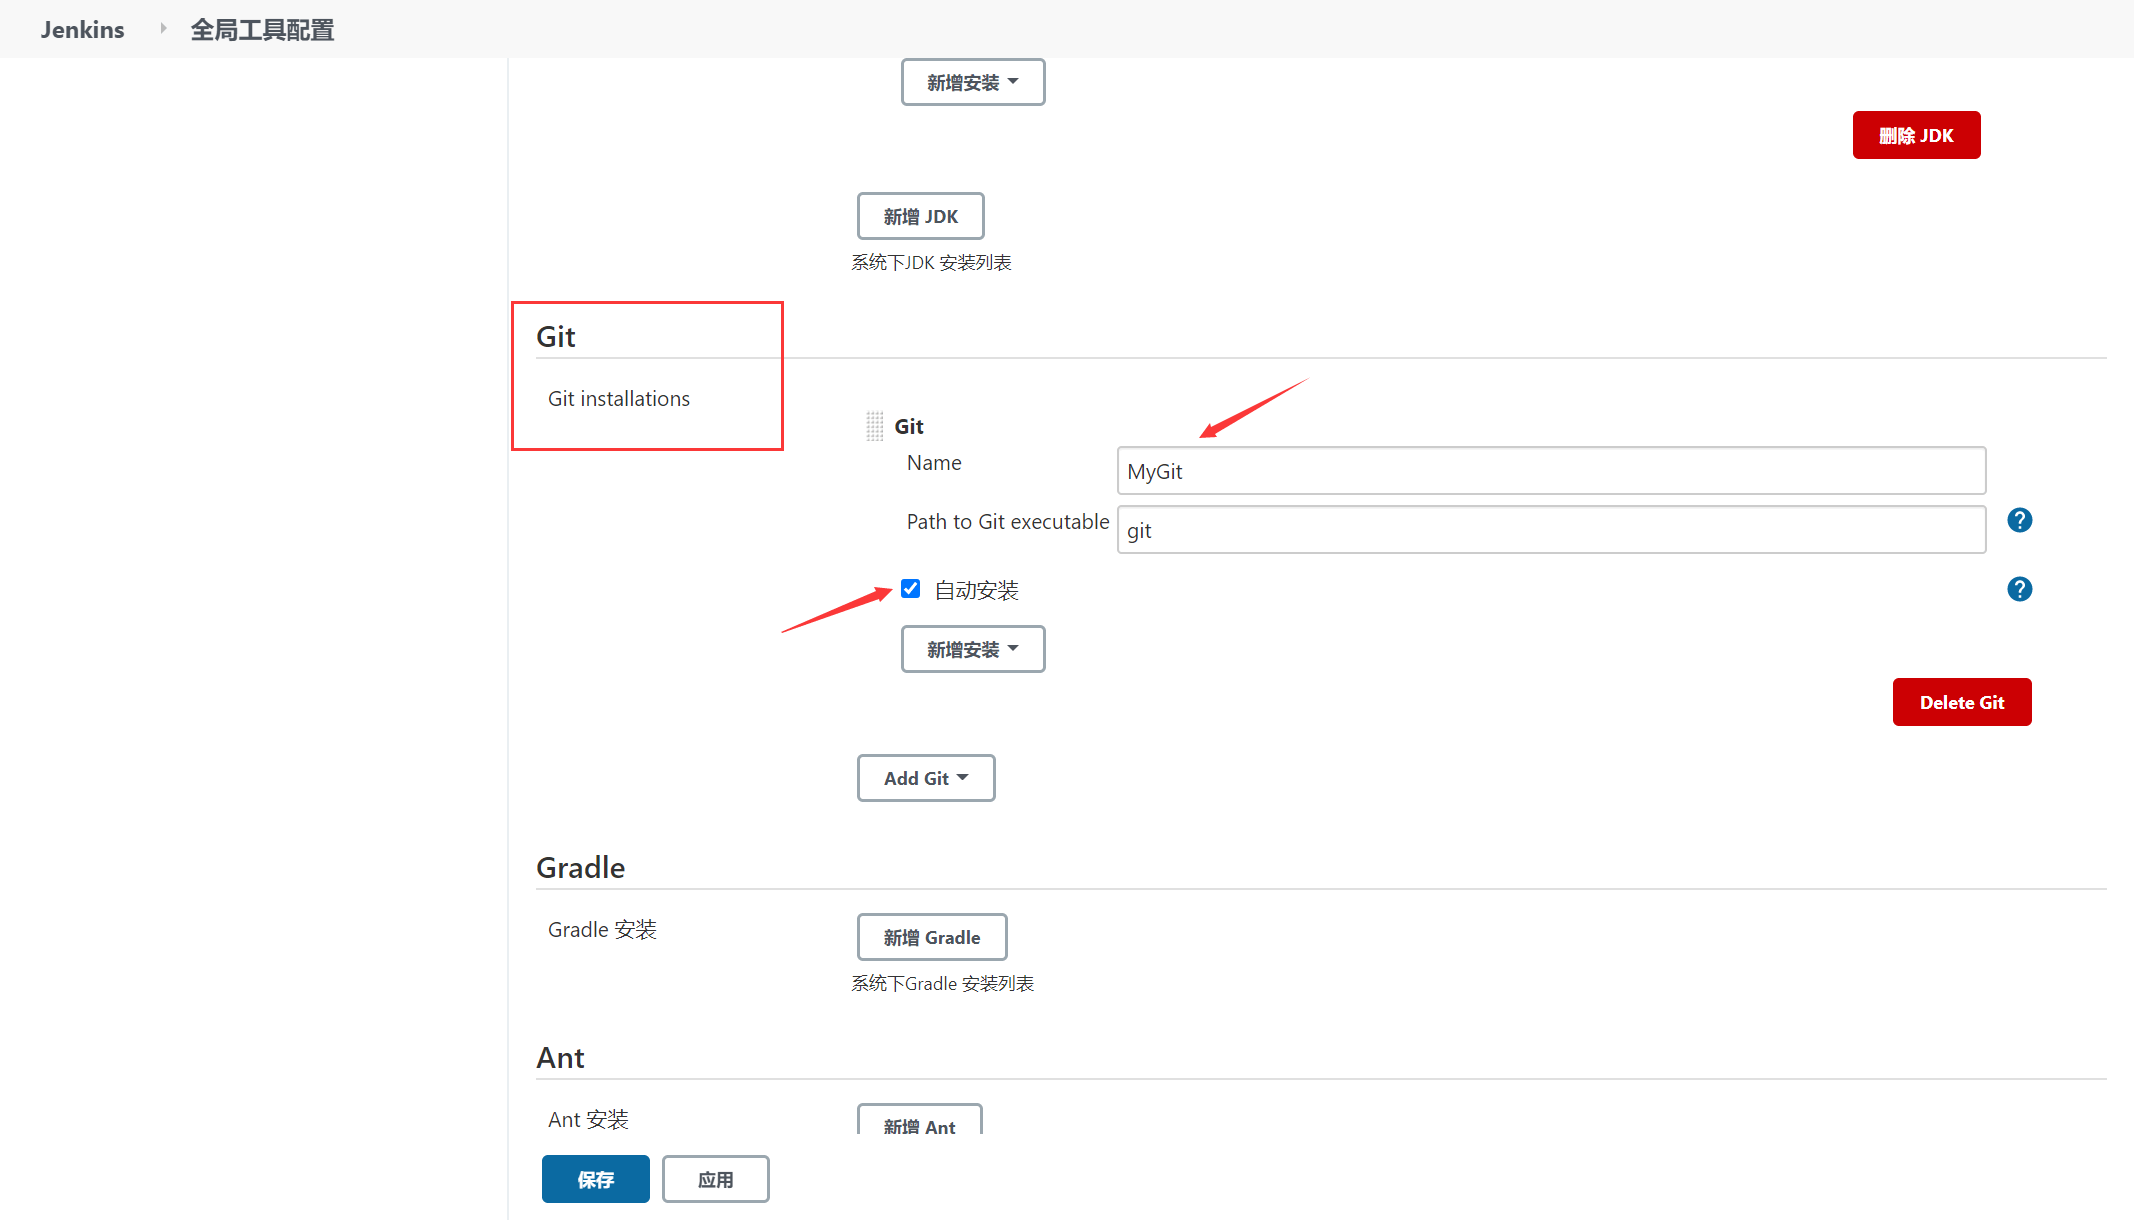 Jenkins 全局工具配置
新增安装
删除 JDK
新增 JDK
系统下JDK 安装列表
Git
Git installations
Git
Name
MyGit
Path to Git executable
git
?
自动安装
?
新增安装
Delete Git
Add Git
Gradle
Gradle 安装
新增 Gradle
系统下Gradle 安装列表
Ant
Ant 安装
新增 Ant
保存
应用